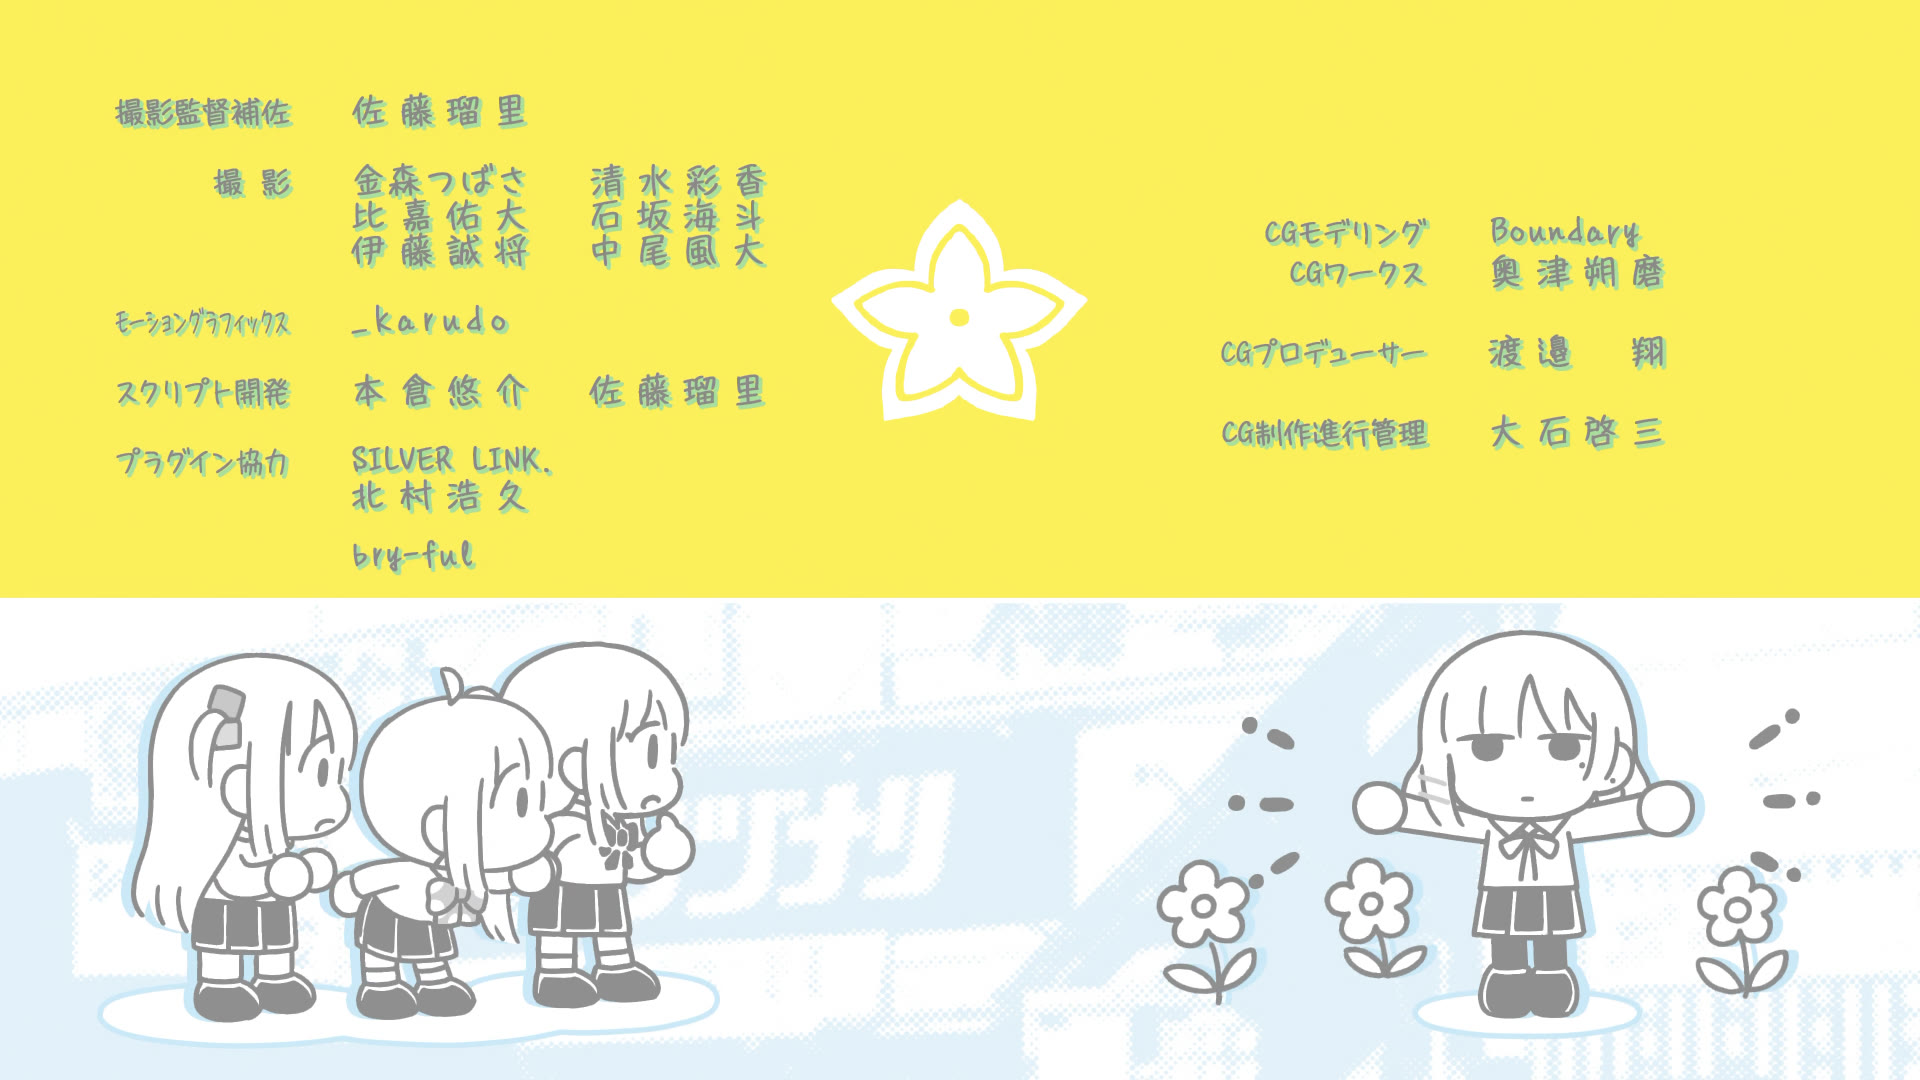 撮影監督補佐 佐藤瑠里
撮影 金森つばさ 清水彩香
比嘉佑大 石坂海斗
伊藤誠将 中尾風大
モーショングラフィックス _karudo
スクリプト開発 本倉悠介 佐藤瑠里
プラグイン協力 SILVER LINK.
北村浩久
bry-ful
CGモデリング Boundary
CGワークス 奥津朔磨
CGプロデューサー 渡邉 翔
CG制作進行管理 大石啓三